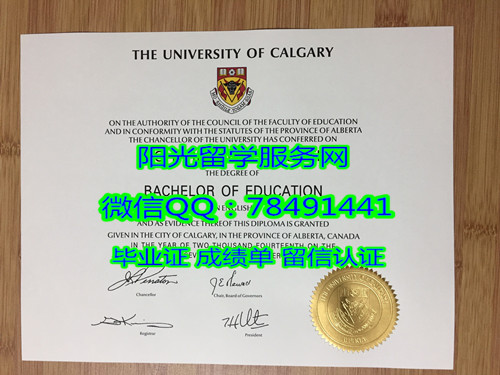 THE UNIVERSITY OF CALGARY
ON THE AUTHORITY OF THE COUNCIL OF THE FACULTY OF EDUCATION
AND IN CONFORMITY WITH THE STATUTES OF THE PROVINCE OF ALBERTA
THE CHANCELLOR OF THE UNIVERSITY HAS CONFERRED ON
阳光留学服务网
THE DEGREE OF
BACHELOR OF EDUCATION
IN ENGLISH
微信QQ：78491441
AND AS EVIDENCE THEREOF THIS DIPLOMA IS GRANTED
GIVEN IN THE CITY OF CALGARY, IN THE PROVINCE OF ALBERTA, CANADA
IN THE YEAR OF TWO THOUSAND FOURTEENTH ON THE
毕业证 成绩单 留信认证
Chancellor
Chair, Board of Governors
Registrar
President